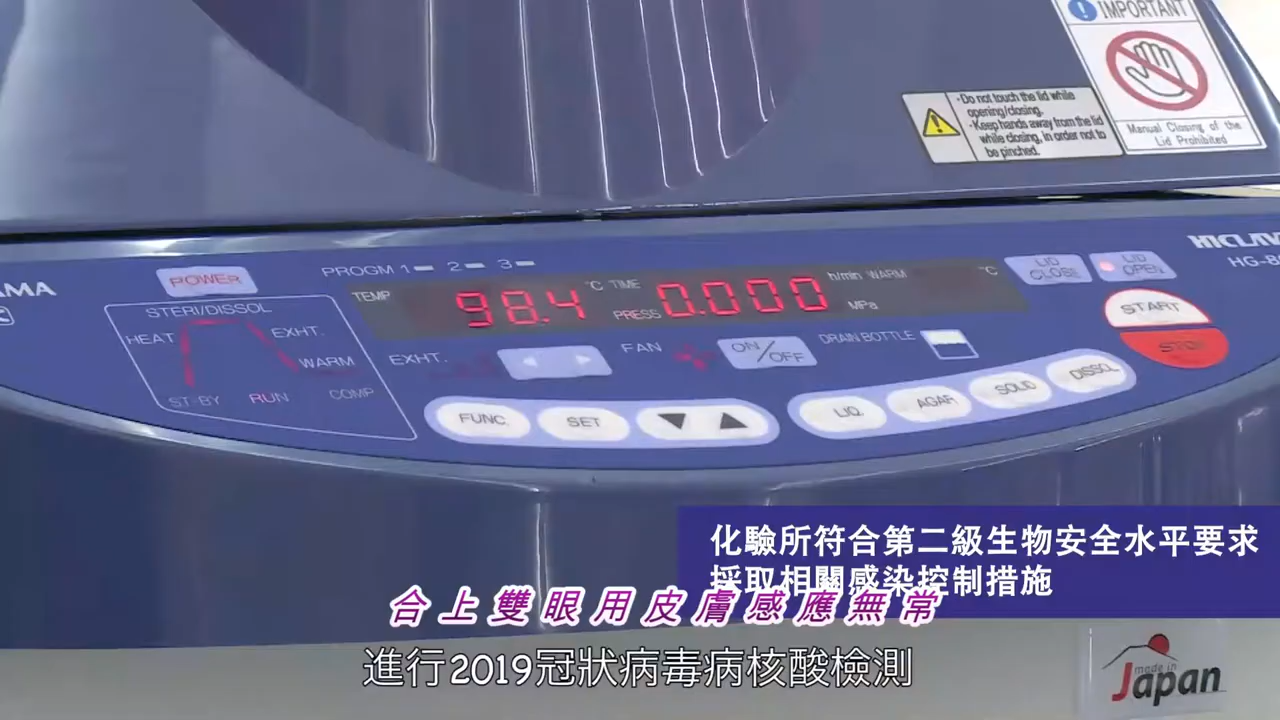 IMPORTANT
-Do not touch the lid while
opening/closing.
-Keep hands away from the lid
while closing, in order not to
be pinched.
Manual Closing of the
Lid Prohibited
AMA
HICLAV
HG-8
POWER
PROGM 1 2 3
STERI/DISSOL
HEAT
EXHT.
WARM
ST-BY RUN COMP
TEMP 98.4 °C TIME PRESS 0.000 h/min WARM MPa °C
LID CLOSE
LID OPEN
START
STOP
EXHT.
FAN
ON/OFF
DRAIN BOTTLE
FUNC. SET
LIQ. AGAR SOLID DISSOL
化驗所符合第二級生物安全水平要求
採取相關感染控制措施
合上雙眼用皮膚感應無常
進行2019冠狀病毒病核酸檢測
made in
Japan